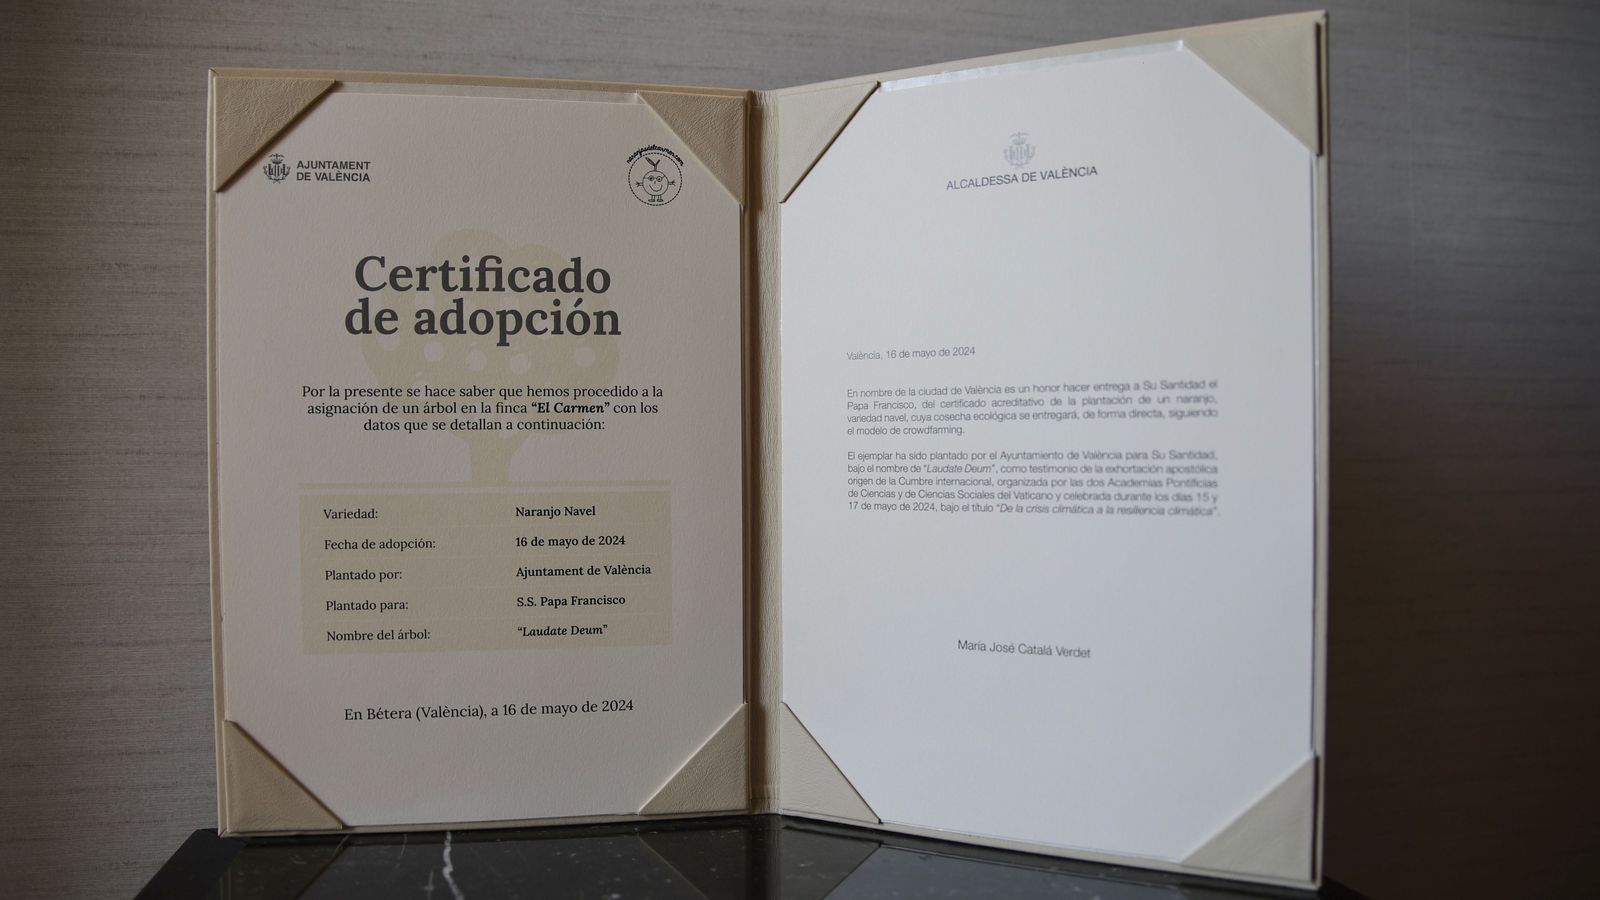 AJUNTAMENT
DE VALÈNCIA
naranjasdelcarmen.com
Certificado
de adopción
Por la presente se hace saber que hemos procedido a la
asignación de un árbol en la finca “El Carmen” con los
datos que se detallan a continuación:
Variedad: Naranjo Navel
Fecha de adopción: 16 de mayo de 2024
Plantado por: Ajuntament de València
Plantado para: S.S. Papa Francisco
Nombre del árbol: “Laudate Deum”
En Bétera (València), a 16 de mayo de 2024
ALCALDESSA DE VALÈNCIA
València, 16 de mayo de 2024
En nombre de la ciudad de València es un honor hacer entrega a Su Santidad el
Papa Francisco, del certificado acreditativo de la plantación de un naranjo,
variedad navel, cuya cosecha ecológica se entregará, de forma directa, siguiendo
el modelo de crowdfarming.
El ejemplar ha sido plantado por el Ayuntamiento de València para Su Santidad,
bajo el nombre de “Laudate Deum”, como testimonio de la exhortación apostólica
origen de la Cumbre internacional, organizada por las dos Academias Pontificias
de Ciencias y de Ciencias Sociales del Vaticano y celebrada durante los días 15 y
17 de mayo de 2024, bajo el título “De la crisis climática a la resiliencia climática”.
María José Catalá Verdet